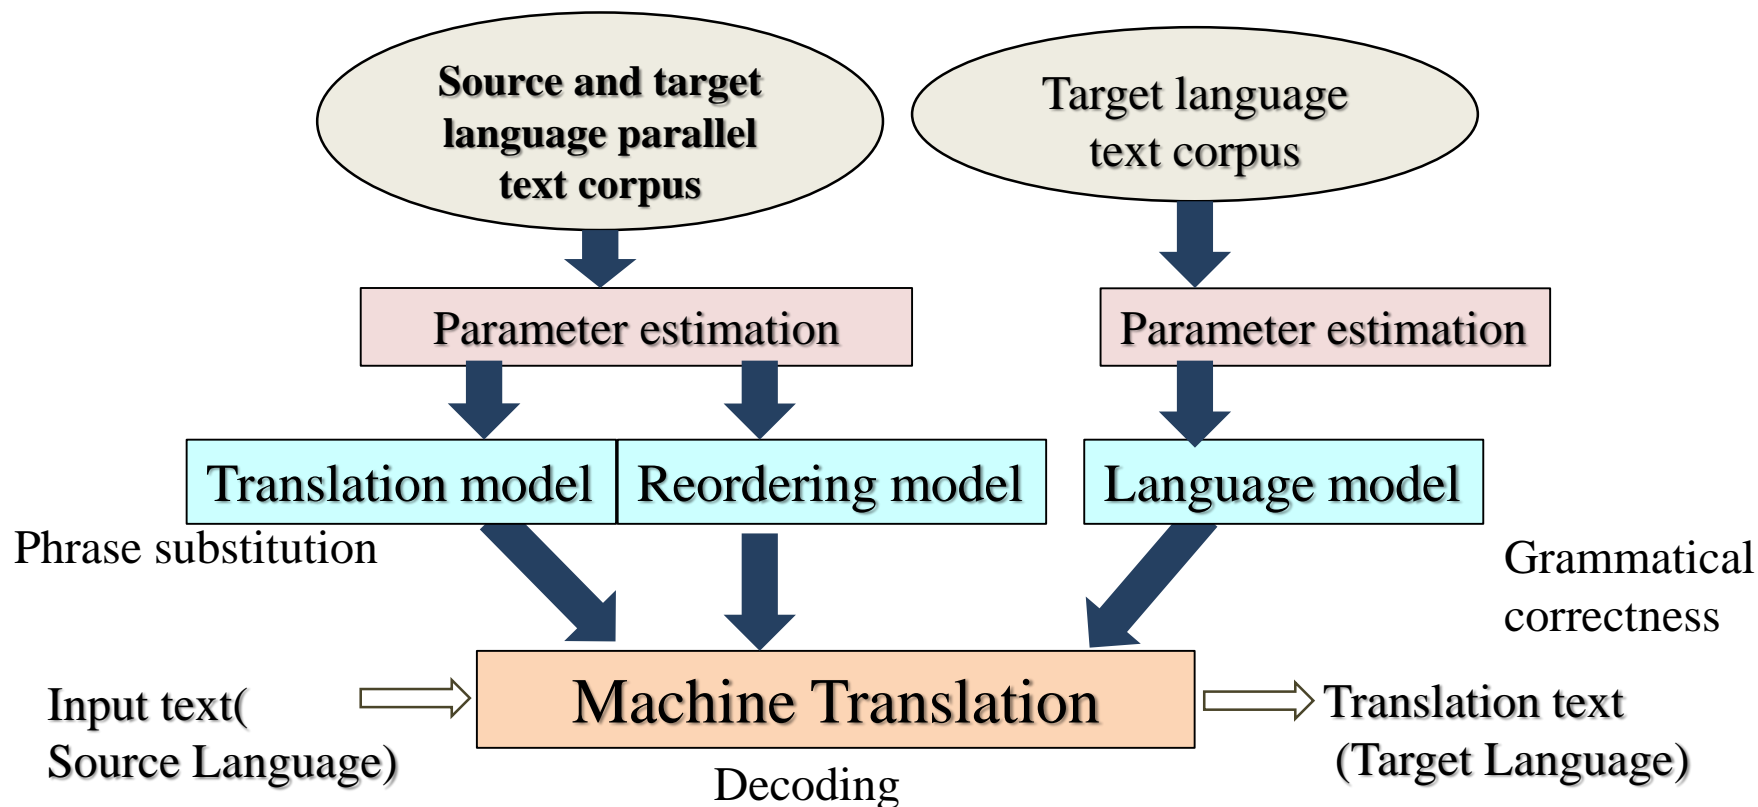 Source and target
language parallel
text corpus
Target language
text corpus
Parameter estimation
Parameter estimation
Translation model
Reordering model
Language model
Phrase substitution
Grammatical
correctness
Input text(
Source Language)
Machine Translation
Translation text
(Target Language)
Decoding